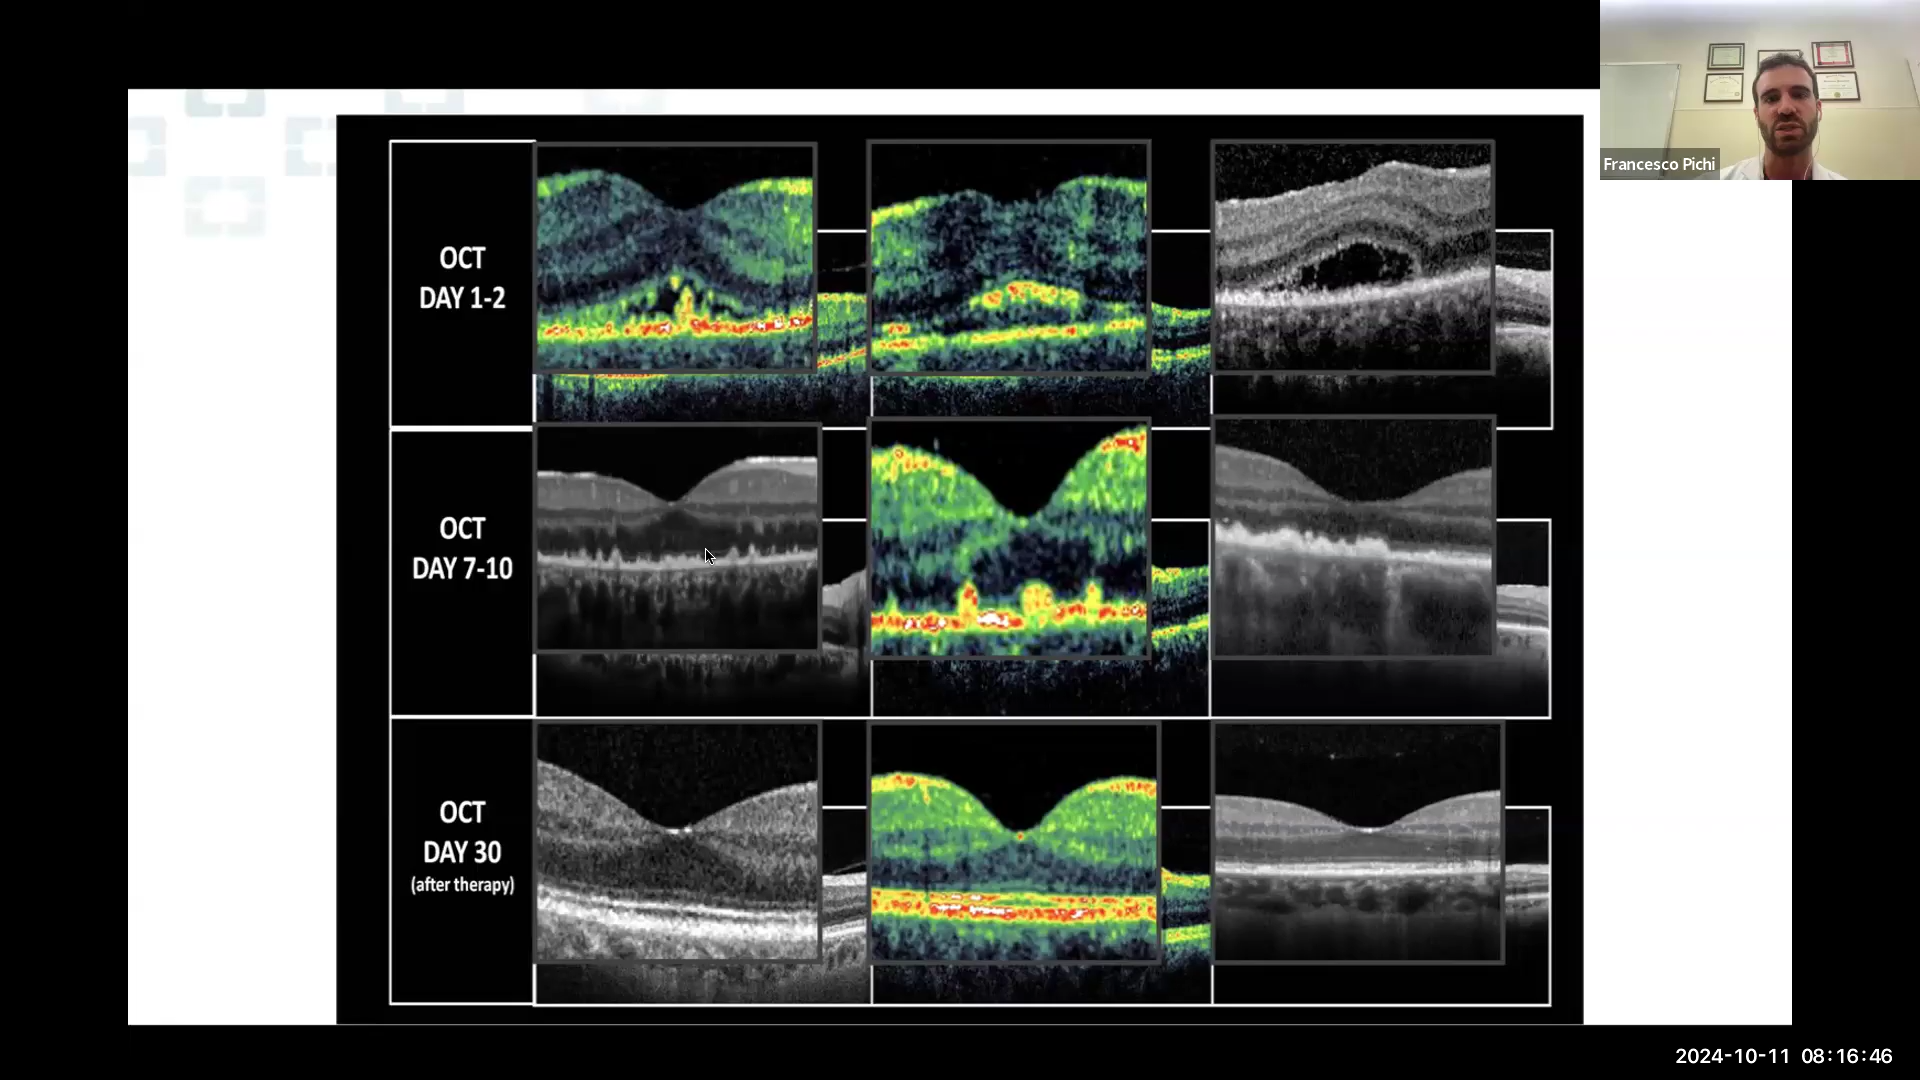 Francesco Pichi
OCT
DAY 1-2
OCT
DAY 7-10
OCT
DAY 30
(after therapy)
2024-10-11 08:16:46